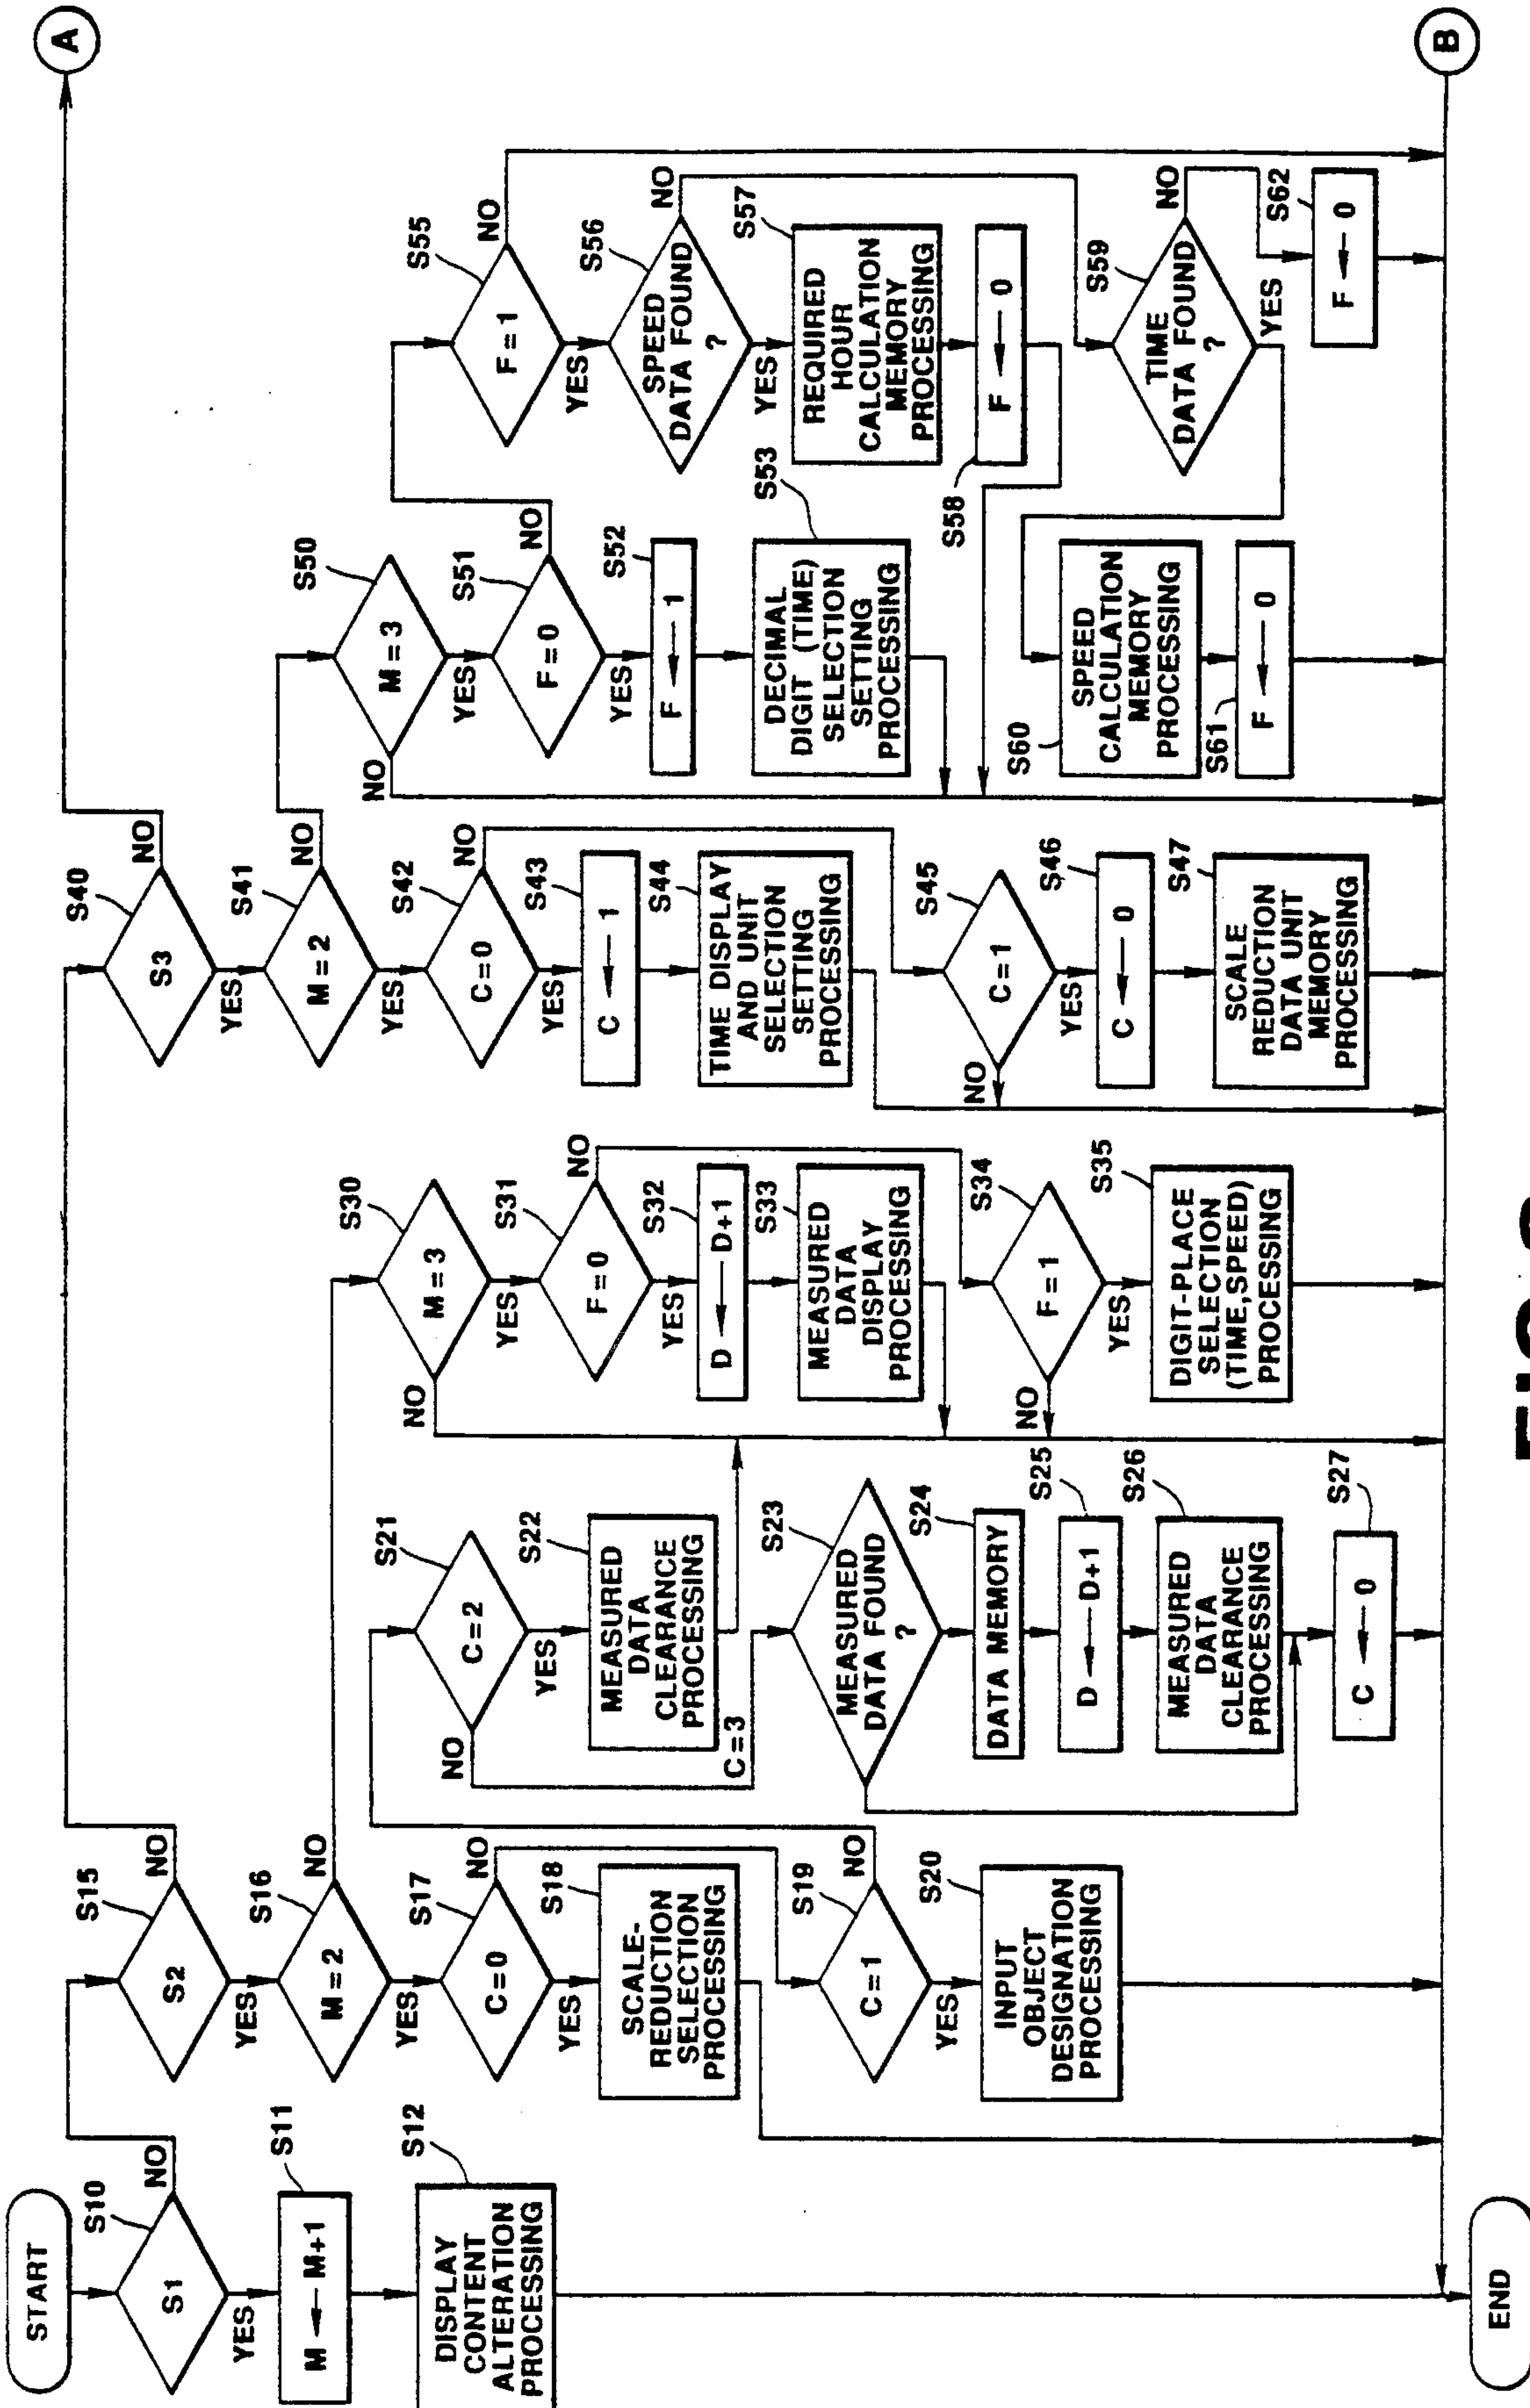 START
S10
S1
NO
YES
S11
M ← M+1
S12
DISPLAY
CONTENT
ALTERATION
PROCESSING
END
S15
S2
NO
YES
S16
M = 2
NO
YES
S17
C=0
NO
YES
S18
SCALE-
REDUCTION
SELECTION
PROCESSING
S19
C = 1
NO
YES
S20
INPUT
OBJECT
DESIGNATION
PROCESSING
S21
C=2
NO
YES
S22
MEASURED
DATA
CLEARANCE
PROCESSING
C=3
S23
MEASURED
DATA FOUND
?
S24
DATA MEMORY
S25
D ← D+1
S26
MEASURED
DATA
CLEARANCE
PROCESSING
S27
C ← 0
S30
M = 3
NO
YES
S31
F=0
NO
YES
S32
D ← D+1
S33
MEASURED
DATA
DISPLAY
PROCESSING
S34
F = 1
NO
YES
S35
DIGIT-PLACE
SELECTION
(TIME,SPEED)
PROCESSING
S40
S3
NO
YES
S41
M = 2
NO
YES
S42
C=0
NO
YES
S43
C ← 1
S44
TIME DISPLAY
AND UNIT
SELECTION
SETTING
PROCESSING
S45
C = 1
NO
YES
S46
C ← 0
S47
SCALE
REDUCTION
DATA UNIT
MEMORY
PROCESSING
S50
M = 3
NO
YES
S51
F = 0
NO
YES
S52
F ← 1
S53
DECIMAL
DIGIT (TIME)
SELECTION
SETTING
PROCESSING
S55
F = 1
NO
YES
S56
SPEED
DATA FOUND
?
NO
YES
S57
REQUIRED
HOUR
CALCULATION
MEMORY
PROCESSING
S58
F ← 0
S59
TIME
DATA FOUND
?
NO
YES
S60
SPEED
CALCULATION
MEMORY
PROCESSING
S61
F ← 0
S62
F ← 0
A
B